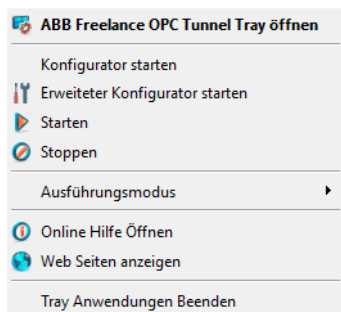 ABB Freelance OPC Tunnel Tray öffnen
Konfigurator starten
Erweiteter Konfigurator starten
Starten
Stoppen
Ausführungsmodus
Online Hilfe Öffnen
Web Seiten anzeigen
Tray Anwendungen Beenden